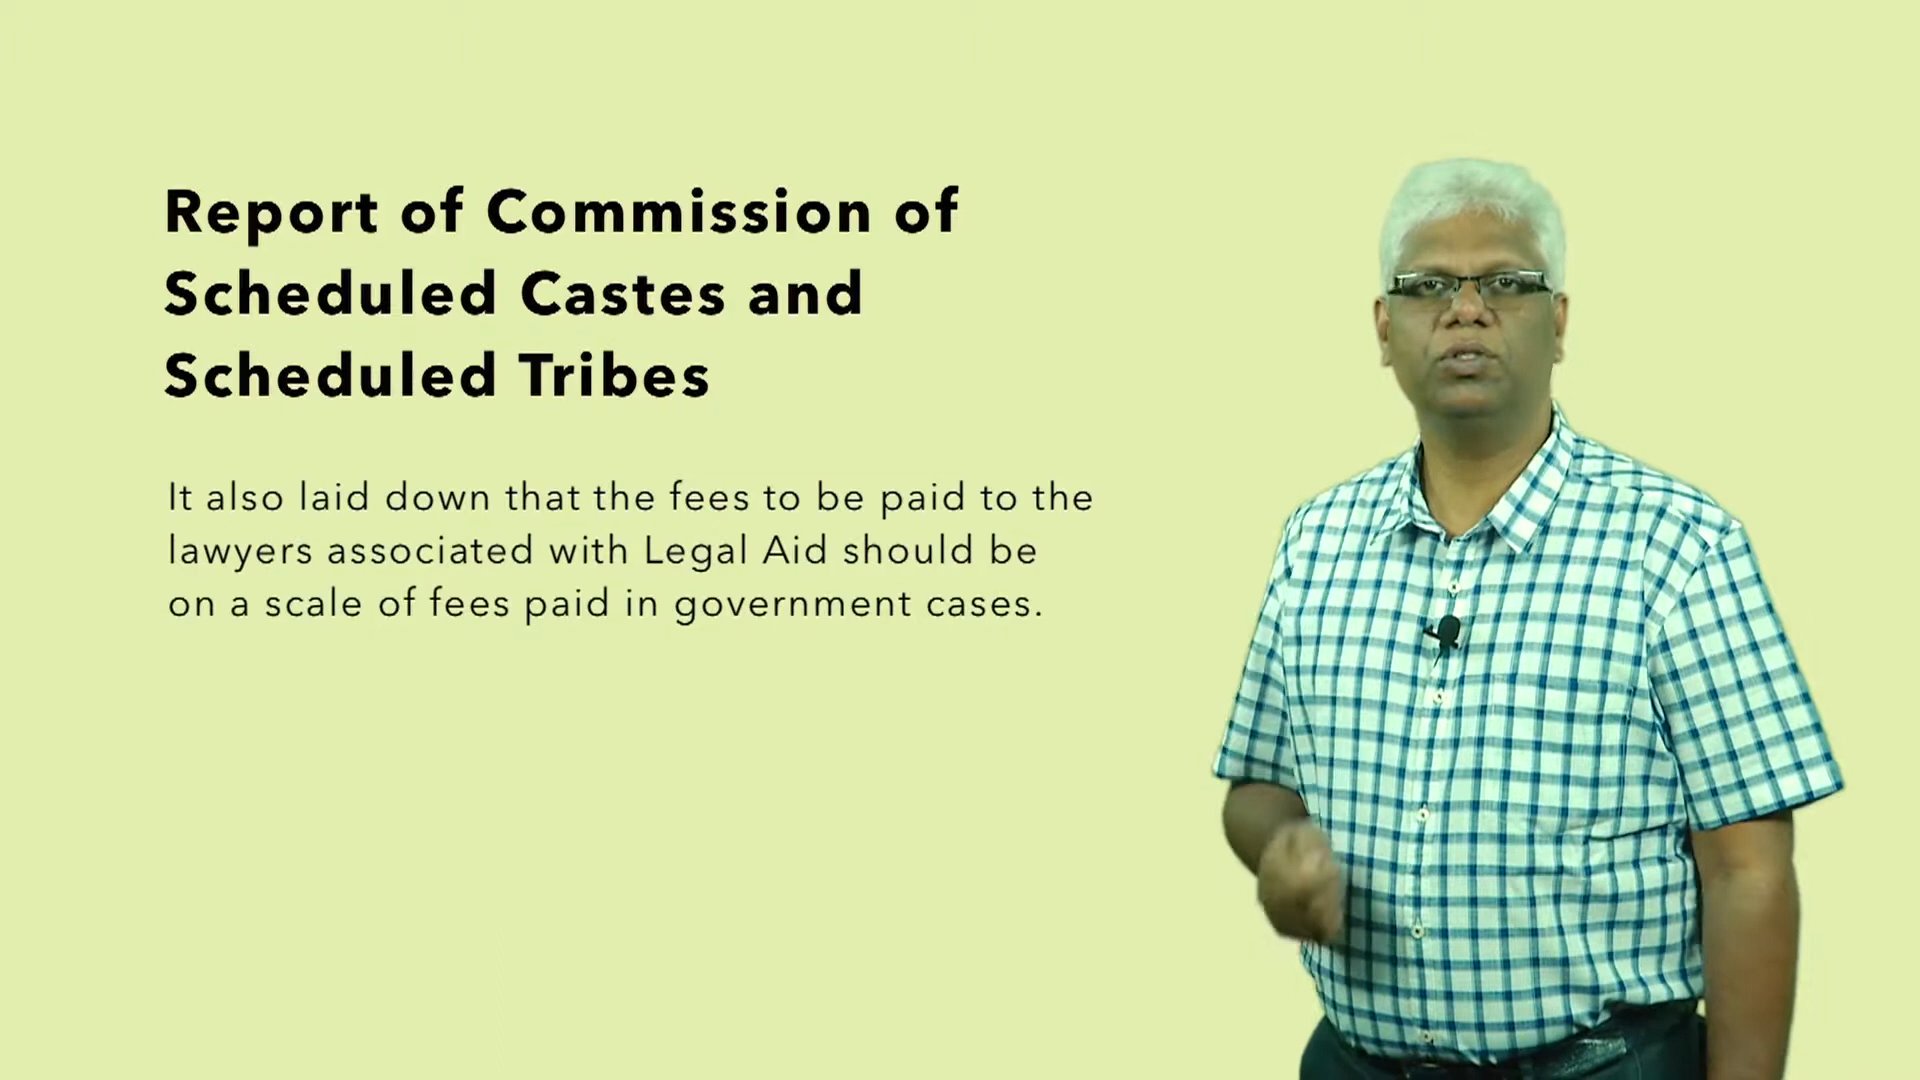 Report of Commission of
Scheduled Castes and
Scheduled Tribes
It also laid down that the fees to be paid to the
lawyers associated with Legal Aid should be
on a scale of fees paid in government cases.